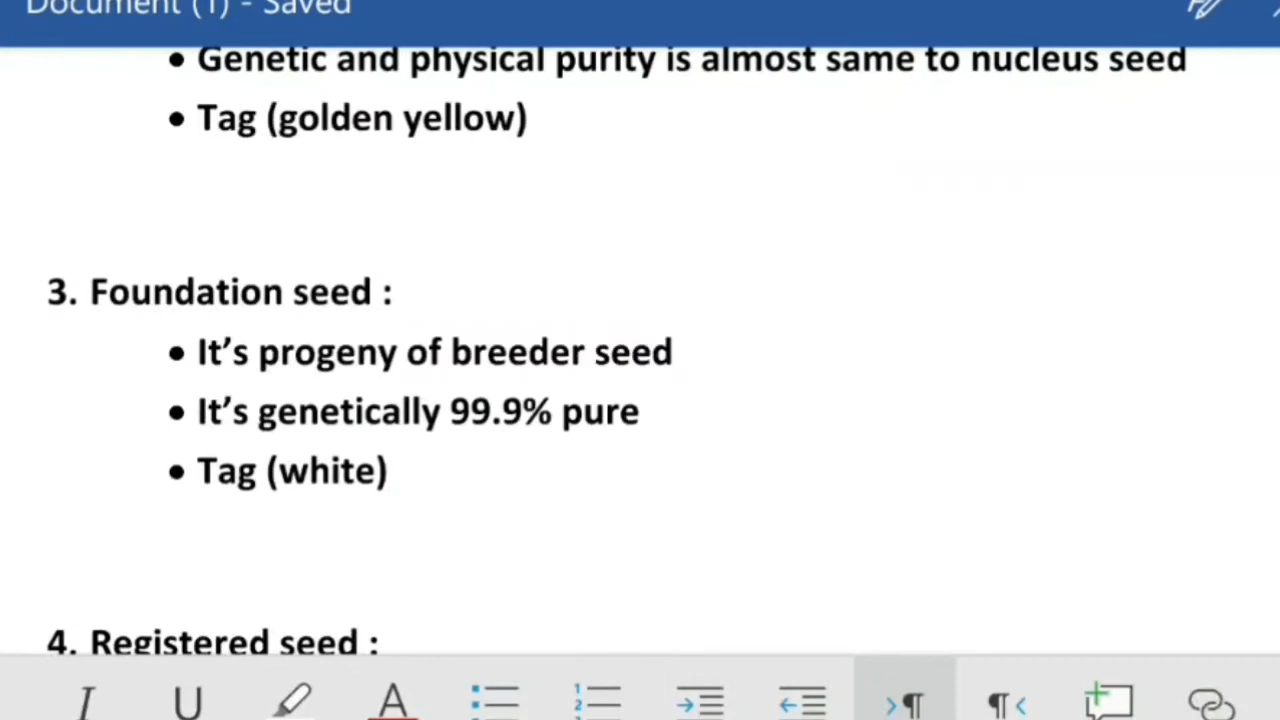 Document (1) - Saved
• Genetic and physical purity is almost same to nucleus seed
• Tag (golden yellow)
3. Foundation seed :
• It’s progeny of breeder seed
• It’s genetically 99.9% pure
• Tag (white)
4. Registered seed :
I U A